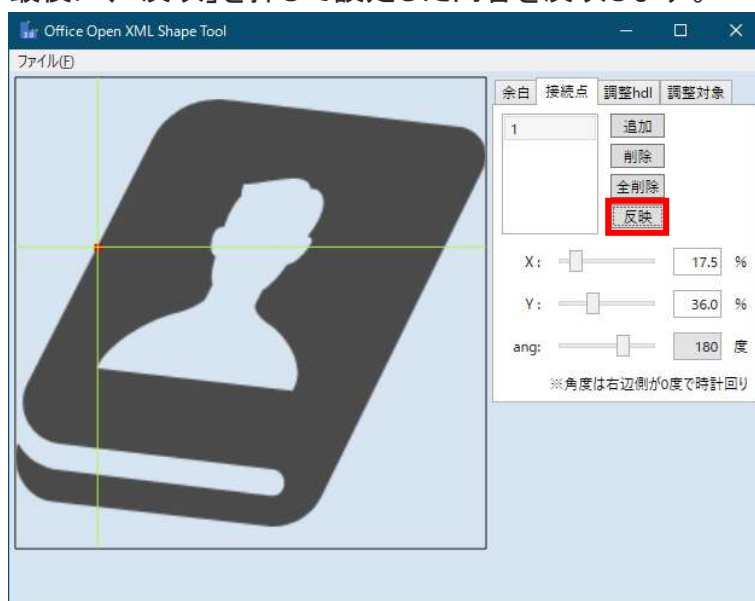 Office Open XML Shape Tool
ファイル(F)
余白 接続点 調整hdl 調整対象
1
追加
削除
全削除
反映
X: 17.5 %
Y: 36.0 %
ang: 180 度
※角度は右辺側が0度で時計回り